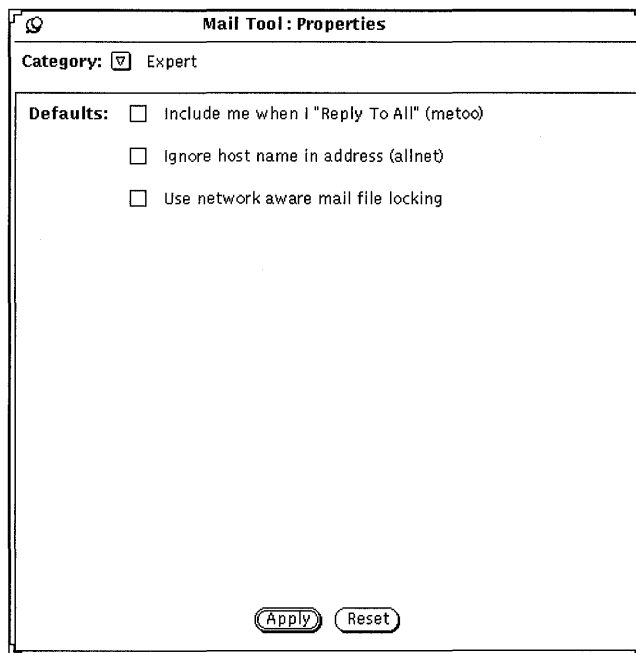 Mail Tool : Properties
Category: Expert
Defaults: Include me when I "Reply To All" (metoo)
Ignore host name in address (allnet)
Use network aware mail file locking
Apply Reset